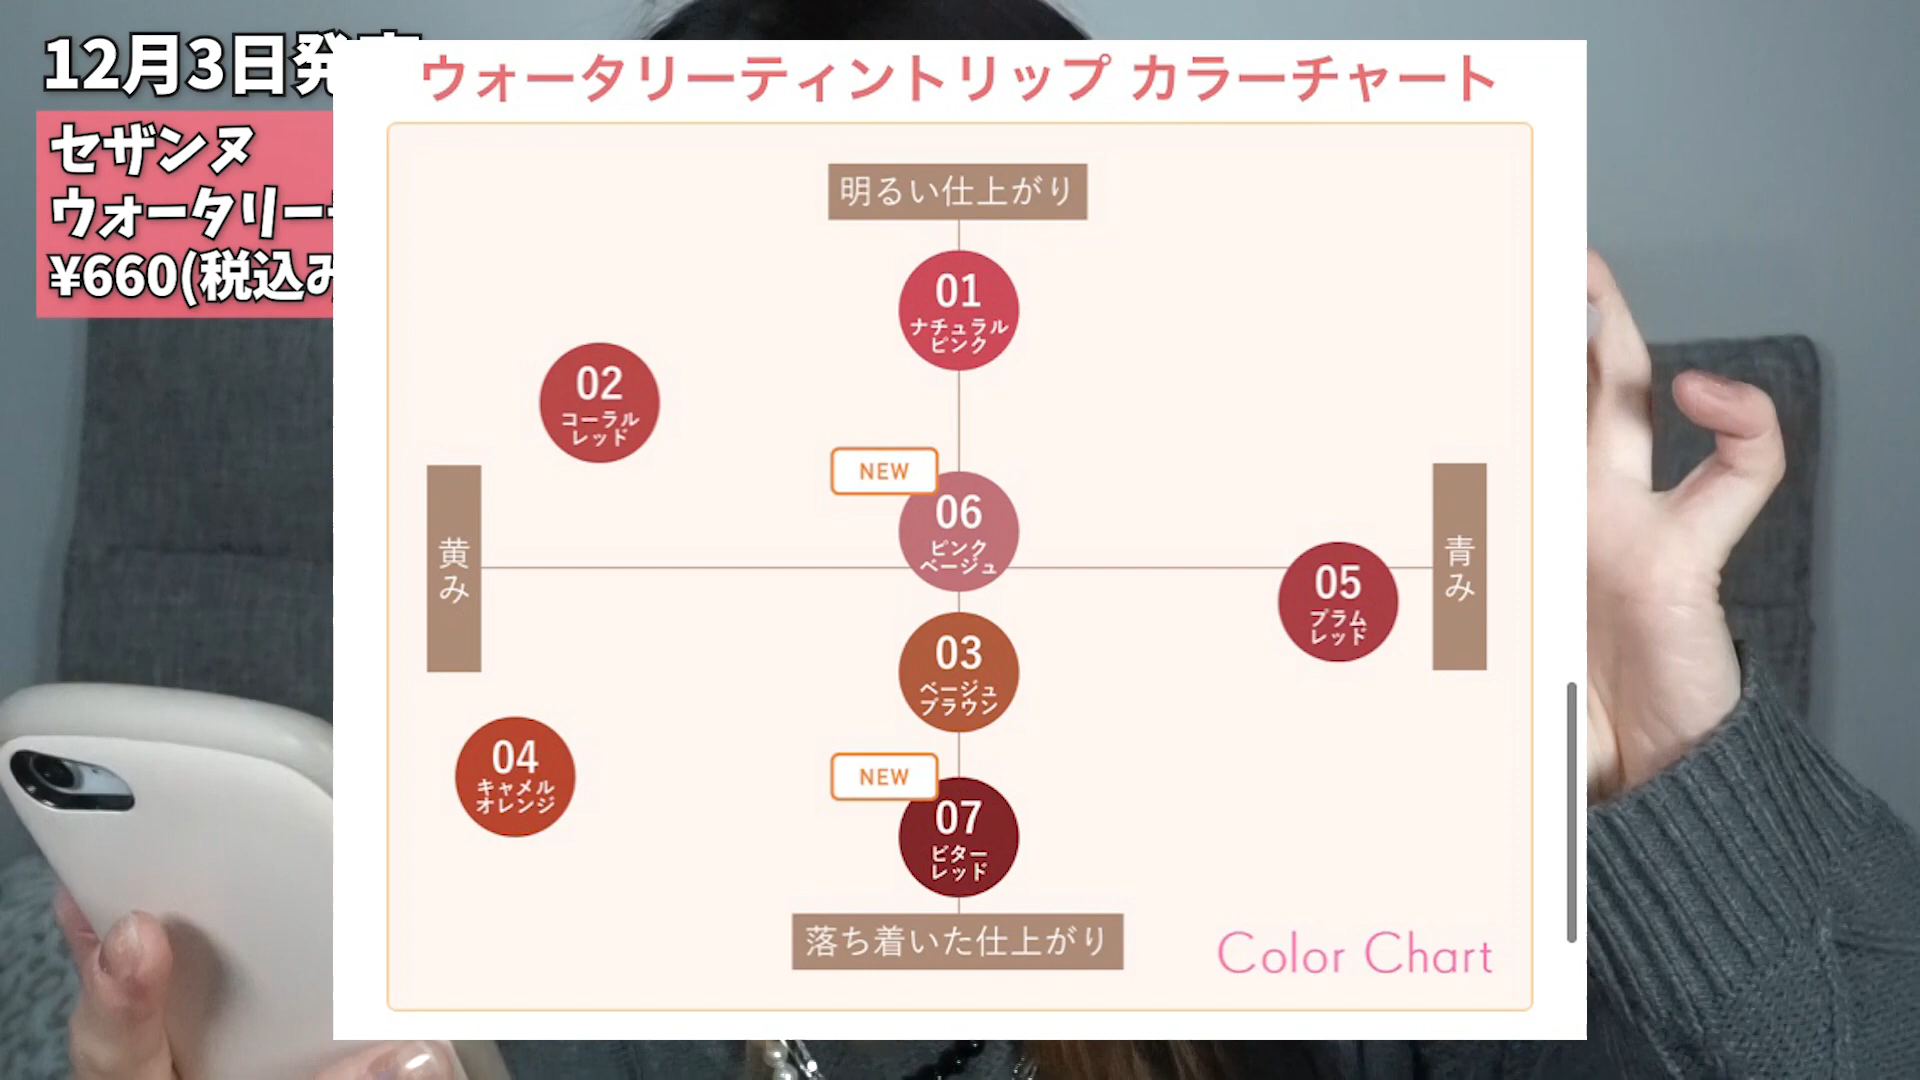 12月3日発売
セザンヌ
ウォータリーテ
¥660(税込み
ウォータリーティントリップ カラーチャート
明るい仕上がり
01
ナチュラル
ピンク
02
コーラル
レッド
NEW
06
ピンク
ベージュ
黄み
青み
05
プラム
レッド
03
ベージュ
ブラウン
04
キャメル
オレンジ
NEW
07
ビター
レッド
落ち着いた仕上がり
Color Chart